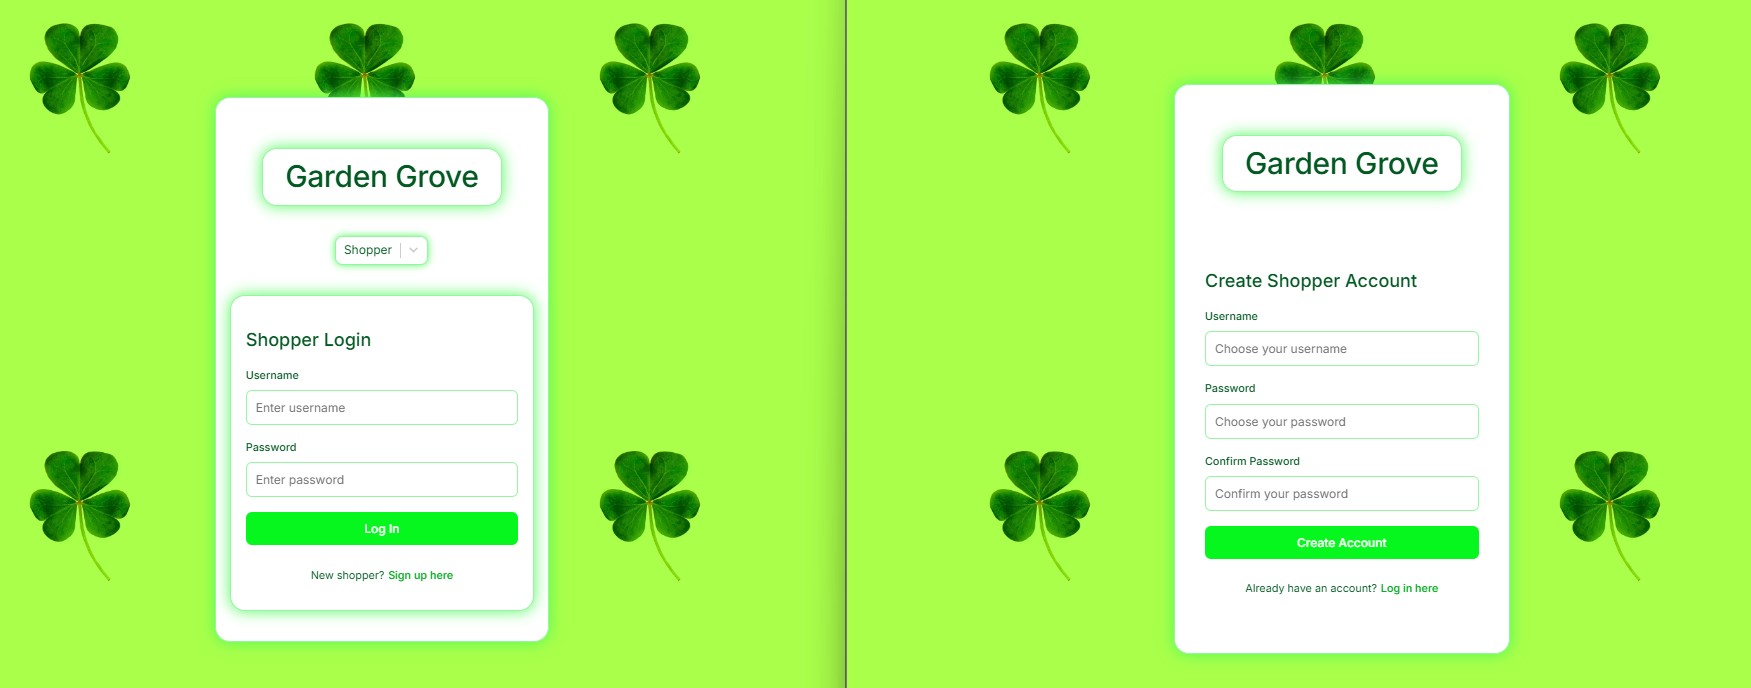 Garden Grove
Shopper
Shopper Login
Username
Enter username
Password
Enter password
Log In
New shopper? Sign up here
Garden Grove
Create Shopper Account
Username
Choose your username
Password
Choose your password
Confirm Password
Confirm your password
Create Account
Already have an account? Log in here